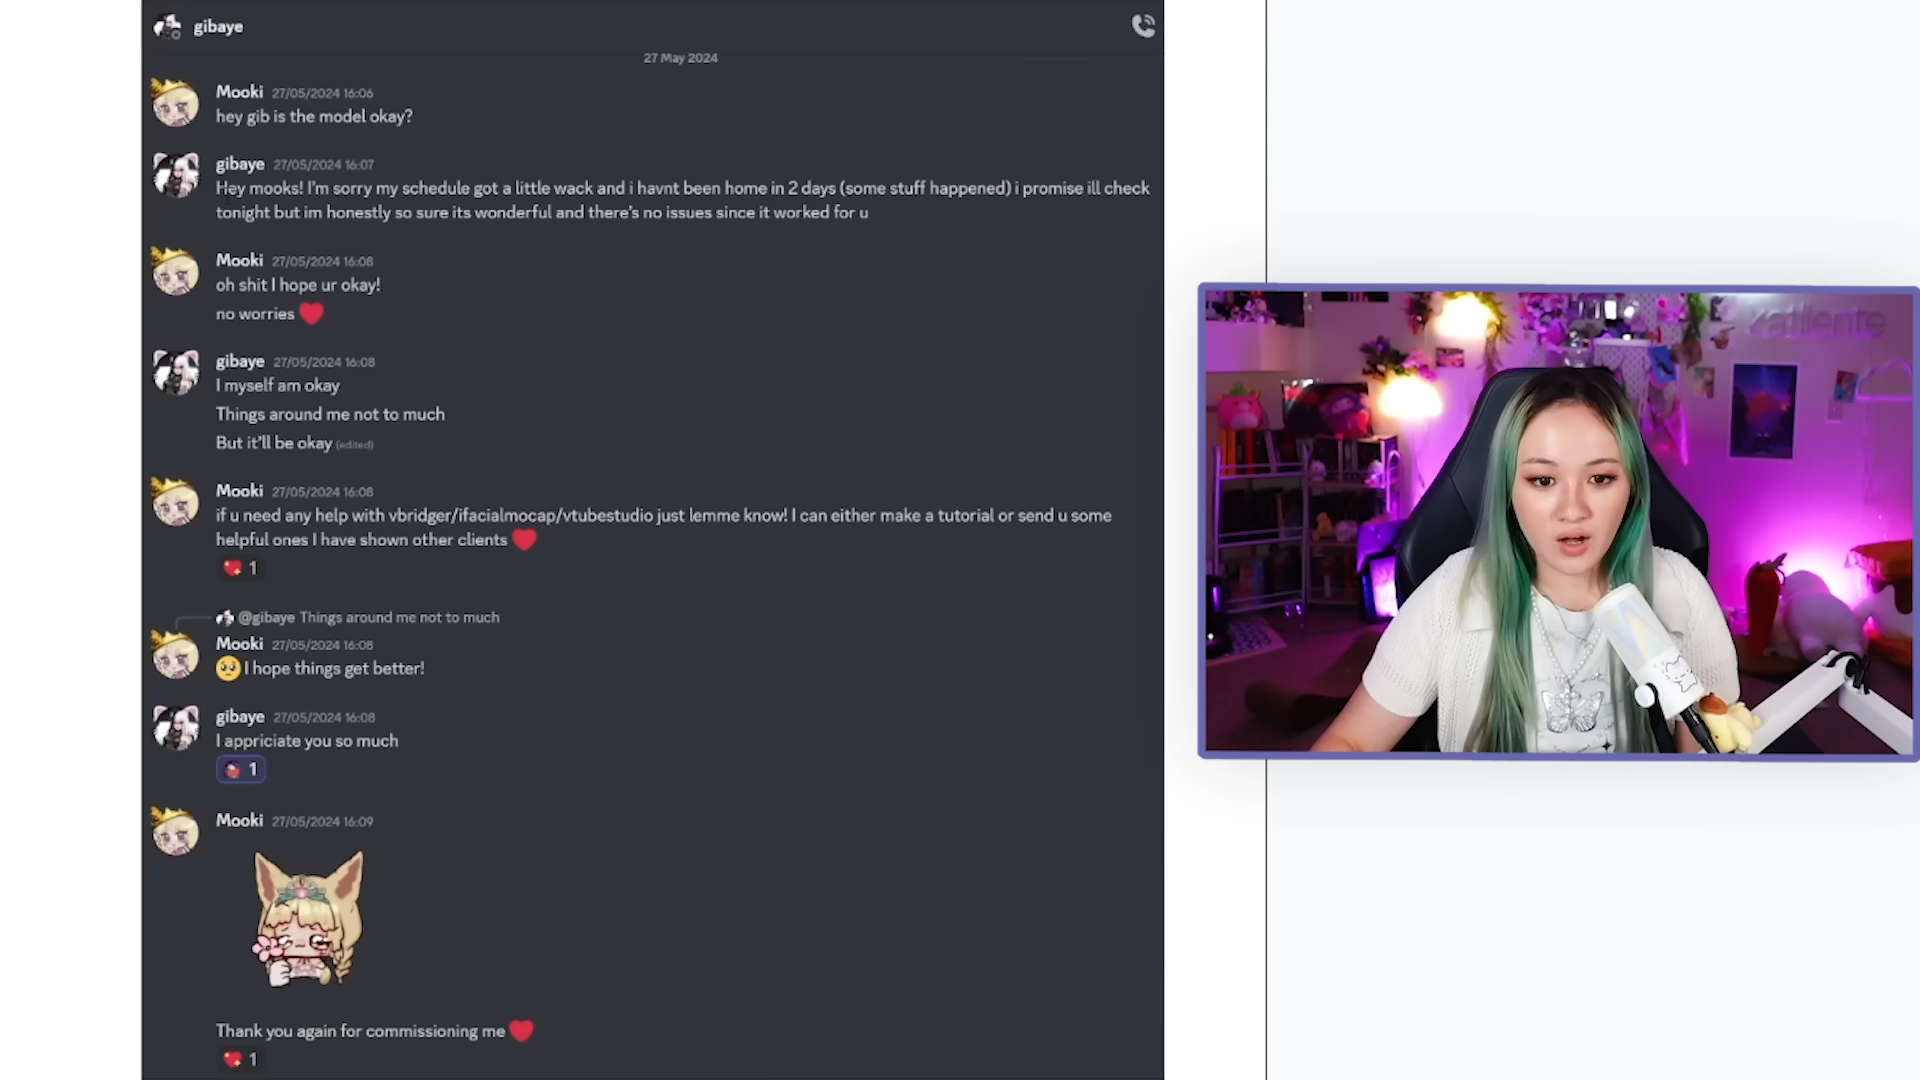 gibaye
27 May 2024
Mooki 27/05/2024 16:06
hey gib is the model okay?
gibaye 27/05/2024 16:07
Hey mooks! I'm sorry my schedule got a little wack and i havnt been home in 2 days (some stuff happened) i promise ill check
tonight but im honestly so sure its wonderful and there's no issues since it worked for u
Mooki 27/05/2024 16:08
oh shit I hope ur okay!
no worries
gibaye 27/05/2024 16:08
I myself am okay
Things around me not to much
But it'll be okay (edited)
Mooki 27/05/2024 16:08
if u need any help with vbridger/ifacialmocap/vtubestudio just lemme know! I can either make a tutorial or send u some
helpful ones I have shown other clients
1
@gibaye Things around me not to much
Mooki 27/05/2024 16:08
I hope things get better!
gibaye 27/05/2024 16:08
I appriciate you so much
1
Mooki 27/05/2024 16:09
Thank you again for commissioning me
1